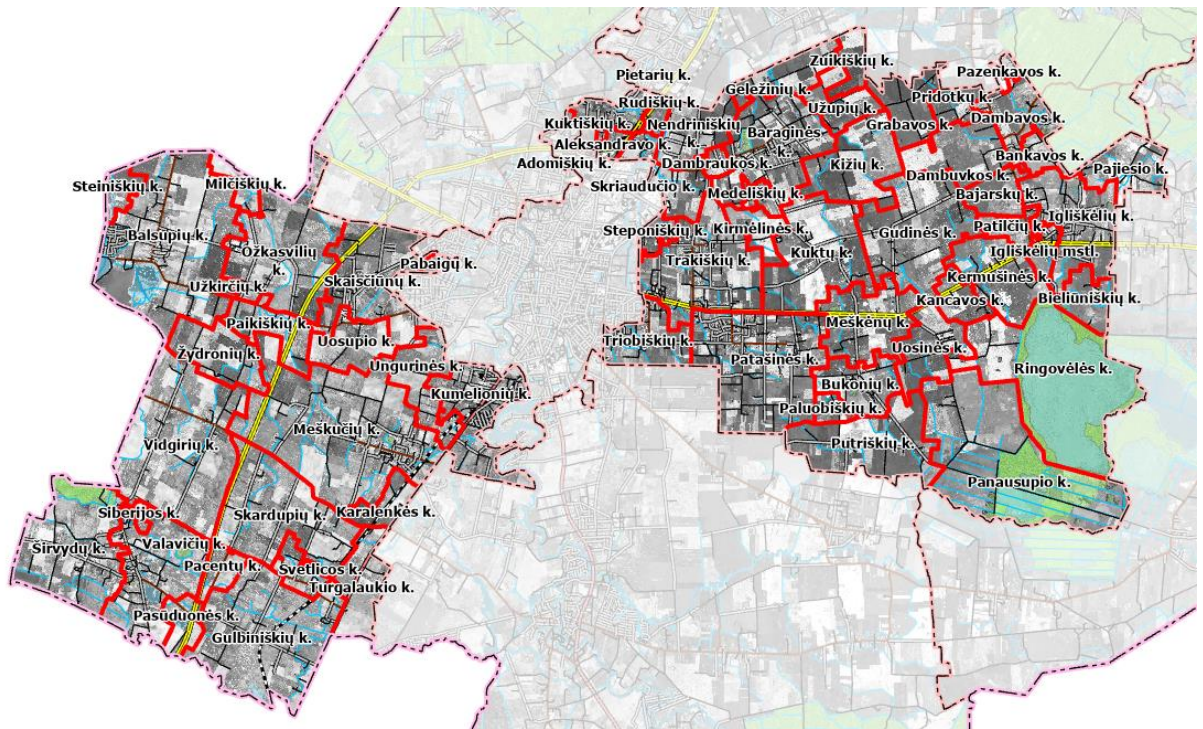 Zuikiškių k.
Pietarių k.
Pazenkavos k.
Geležinių k.
Pridotkų k.
Rudiškių k.
Užupių k.
Kuktiškių k.
Nendriniškių
Grabavos k.
Dambavos k.
Baraginės
k.
Aleksandravo k.
Adomiškių k.
Dambraukos k.
Kižių k.
Bankavos k.
Pajiesio k.
Dambuvkos k.
Steiniškių k.
Milčiškių k.
Skriaudučio k.
Medeliškių k.
Bajarskų k.
Igliškėlių k.
Balsupių k.
Steponiškių k.
Kirmėlinės k.
Gudinės k.
Patilčių k.
Ožkasvilių
k.
Pabaigų k.
Trakiškių k.
Kuktų k.
Igliškėlių mstl.
Skaisčiūnų k.
Kermušinės k.
Užkirčių k.
Kančavos k.
Bieliūniškių k.
Paikiškių k.
Meškėnų k.
Uosupio k.
Triobiškių k.
Uosinės k.
Žydronių k.
Patašinės k.
Ungurinės k.
Ringovėlės k.
Bukonių k.
Kumelionių k.
Paluobiškių k.
Meškučių k.
Vidgirių k.
Putriškių k.
Panausupio k.
Siberijos k.
Skardupių k.
Karalenkės k.
Širvydų k.
Valavičių k.
Pacentų k.
Svetlicos k.
Turgalaukio k.
Pasūduonės k.
Gulbiniškių k.